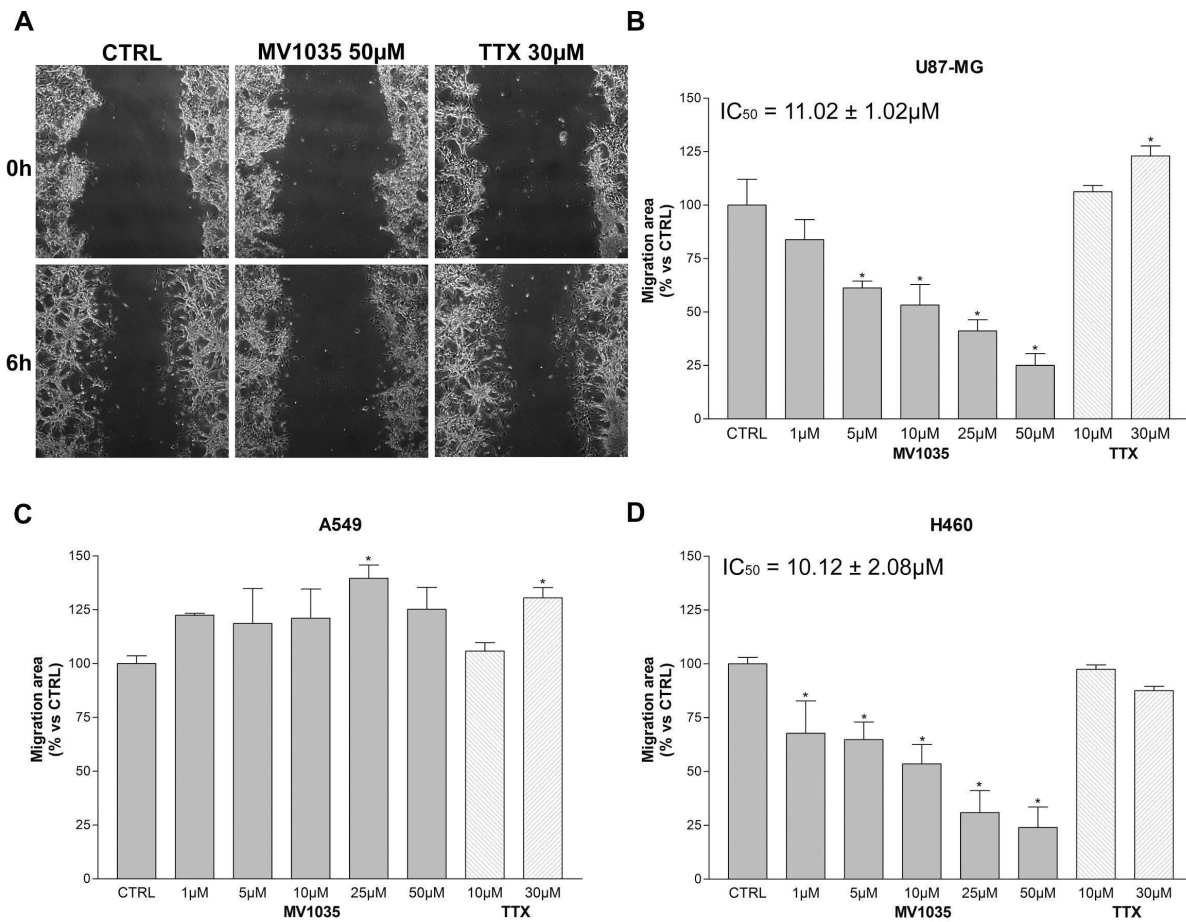 A
CTRL
MV1035 50µM
TTX 30µM
0h
6h
B
U87-MG
IC50 = 11.02 ± 1.02µM
Migration area
(% vs CTRL)
150
125
100
75
50
25
0
CTRL 1µM 5µM 10µM 25µM 50µM 10µM 30µM
MV1035 TTX
* * * * *
C
A549
Migration area
(% vs CTRL)
150
125
100
75
50
25
0
CTRL 1µM 5µM 10µM 25µM 50µM 10µM 30µM
MV1035 TTX
* *
D
H460
IC50 = 10.12 ± 2.08µM
Migration area
(% vs CTRL)
150
125
100
75
50
25
0
CTRL 1µM 5µM 10µM 25µM 50µM 10µM 30µM
MV1035 TTX
* * * * *